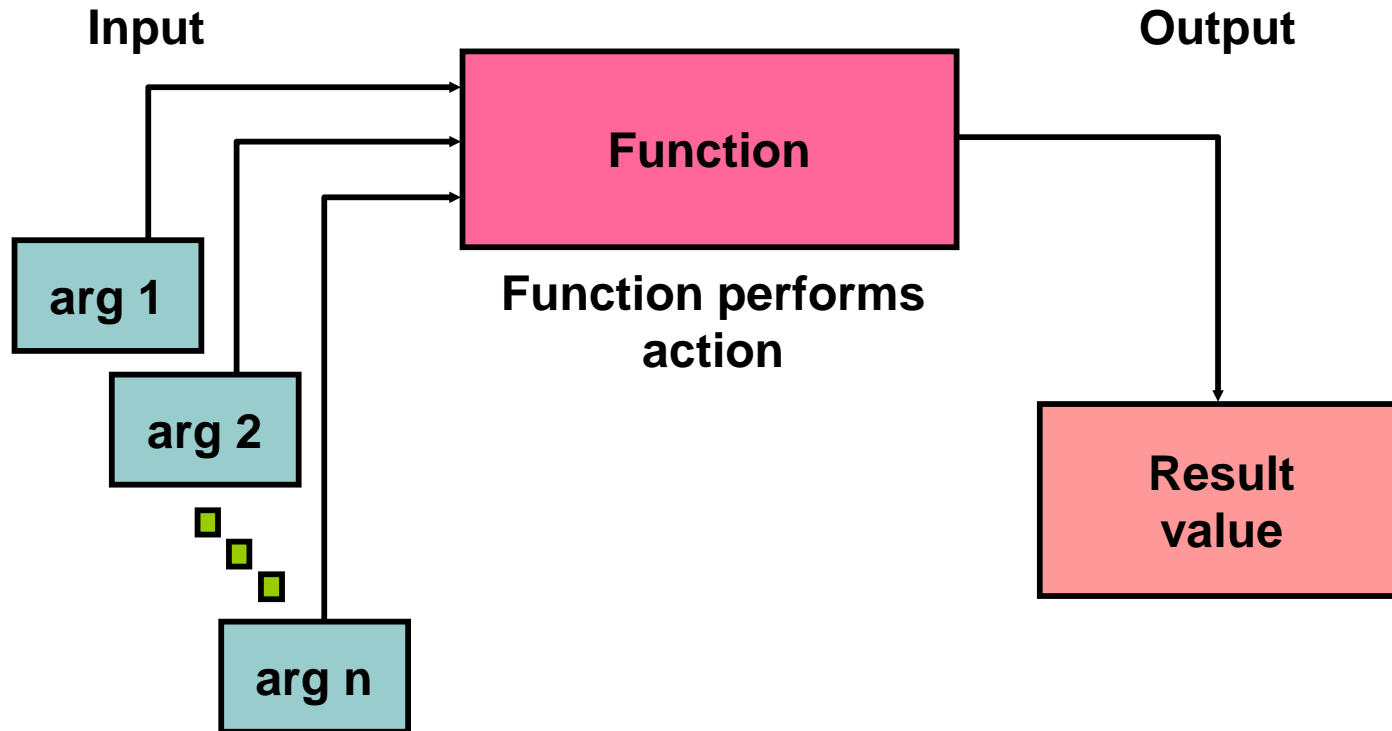 Input
Output
Function
arg 1
Function performs
action
arg 2
Result
value
arg n